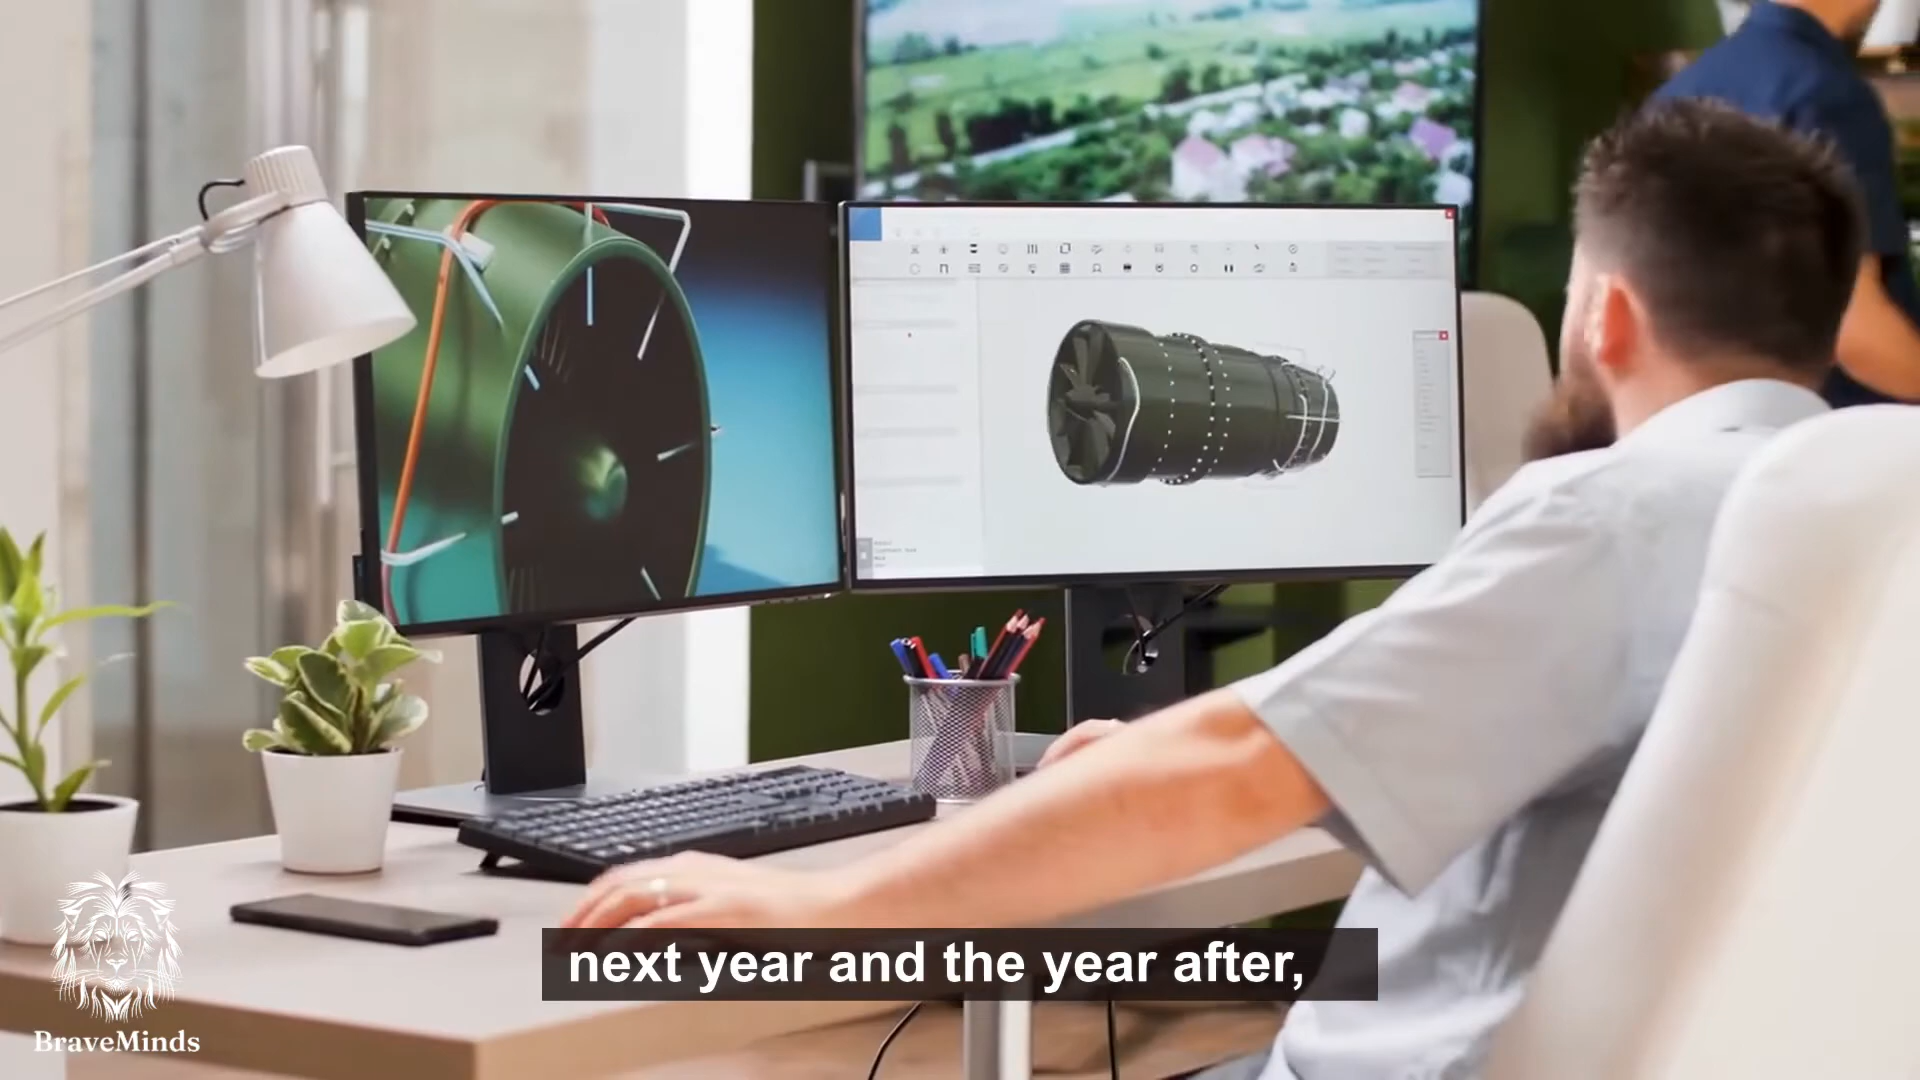 next year and the year after,
BraveMinds